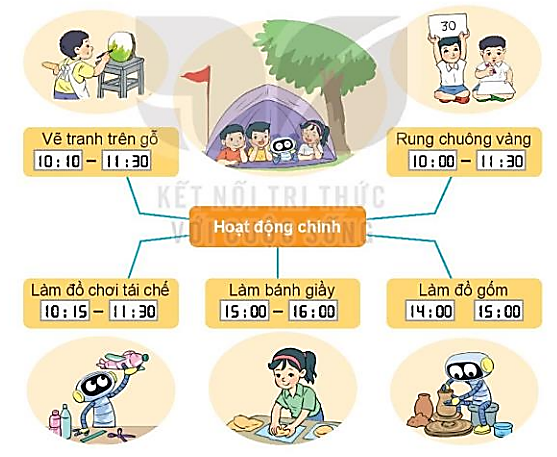 30
Vẽ tranh trên gỗ
10:10 – 11:30
Rung chuông vàng
10:00 – 11:30
KẾT NỐI TRI THỨC
VỚI CUỘC SỐNG
Hoạt động chính
Làm đồ chơi tái chế
10:15 – 11:30
Làm bánh giầy
15:00 – 16:00
Làm đồ gốm
14:00 15:00